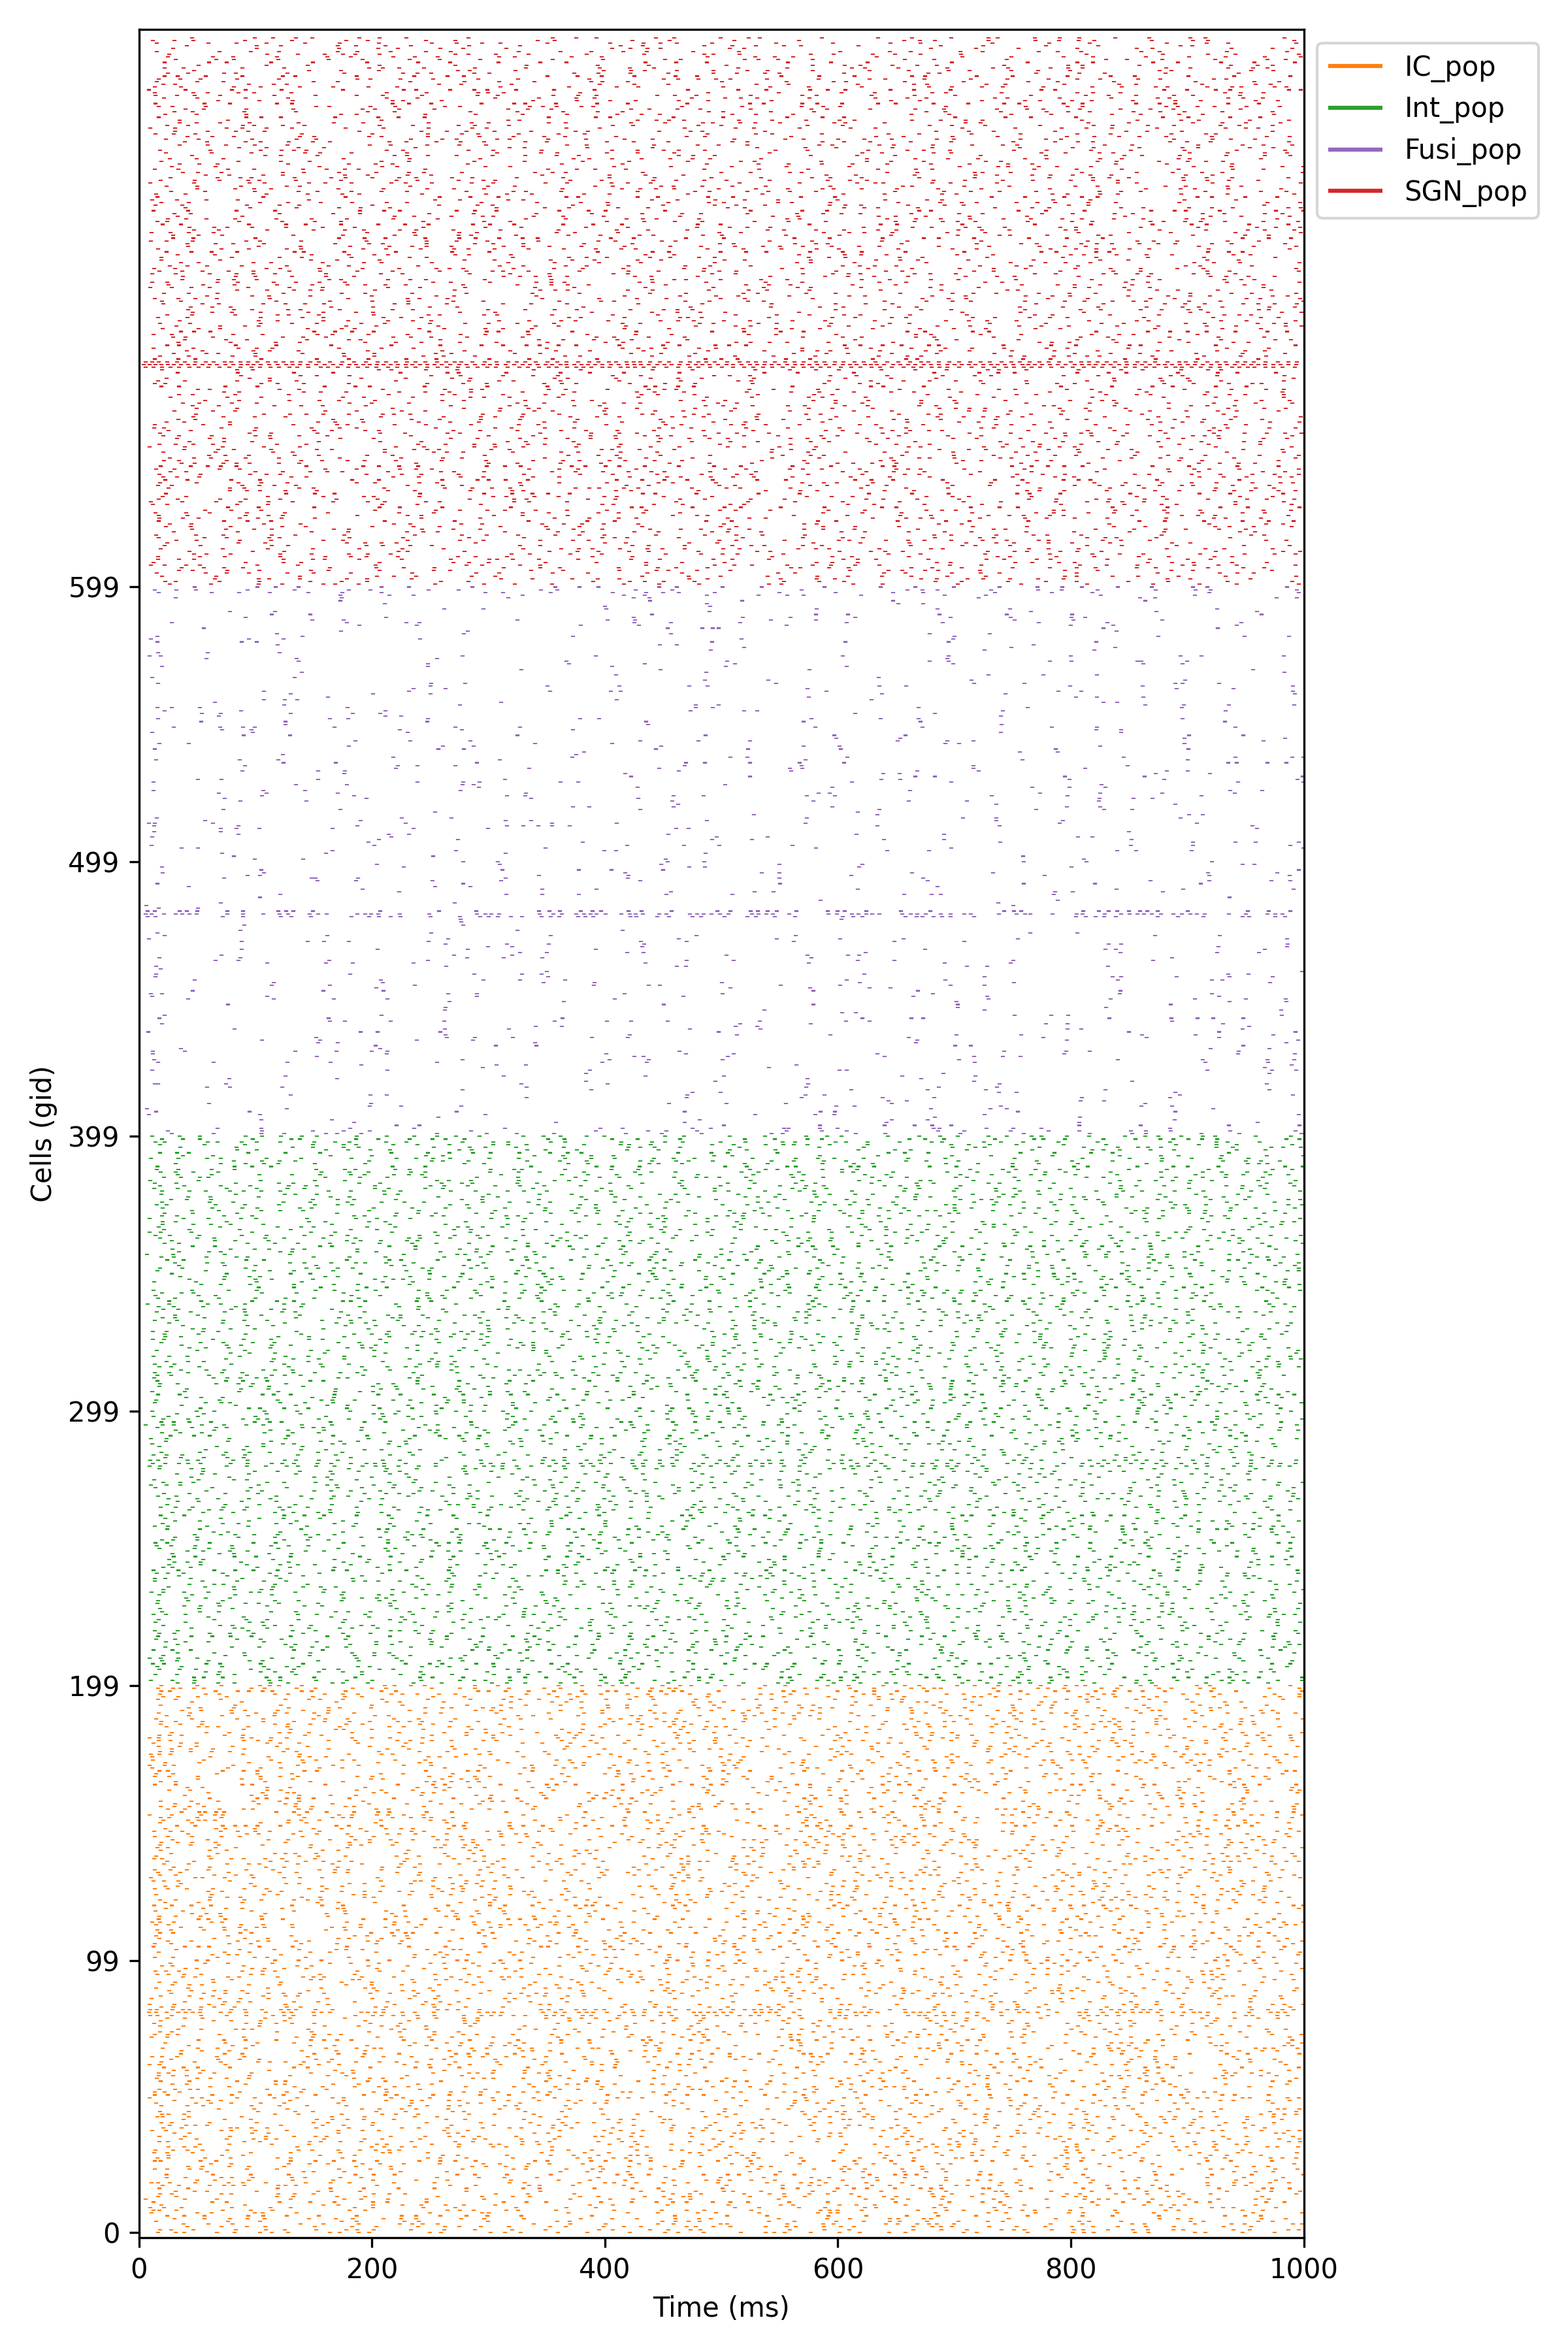 IC_pop
Int_pop
Fusi_pop
SGN_pop
599
499
399
299
199
99
0
Cells (gid)
0 200 400 600 800 1000
Time (ms)